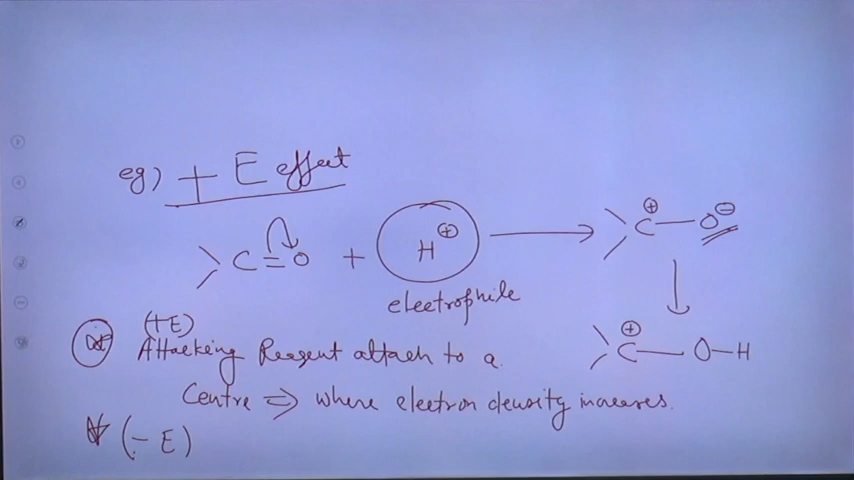 eg) + E effect
> C = O + H⊕ → > C⊕ — O⊖
electrophile
↓
> C⊕ — O — H
(+E)
Attacking Reagent attach to a
Centre ⇒ where electron density increases.
(- E)